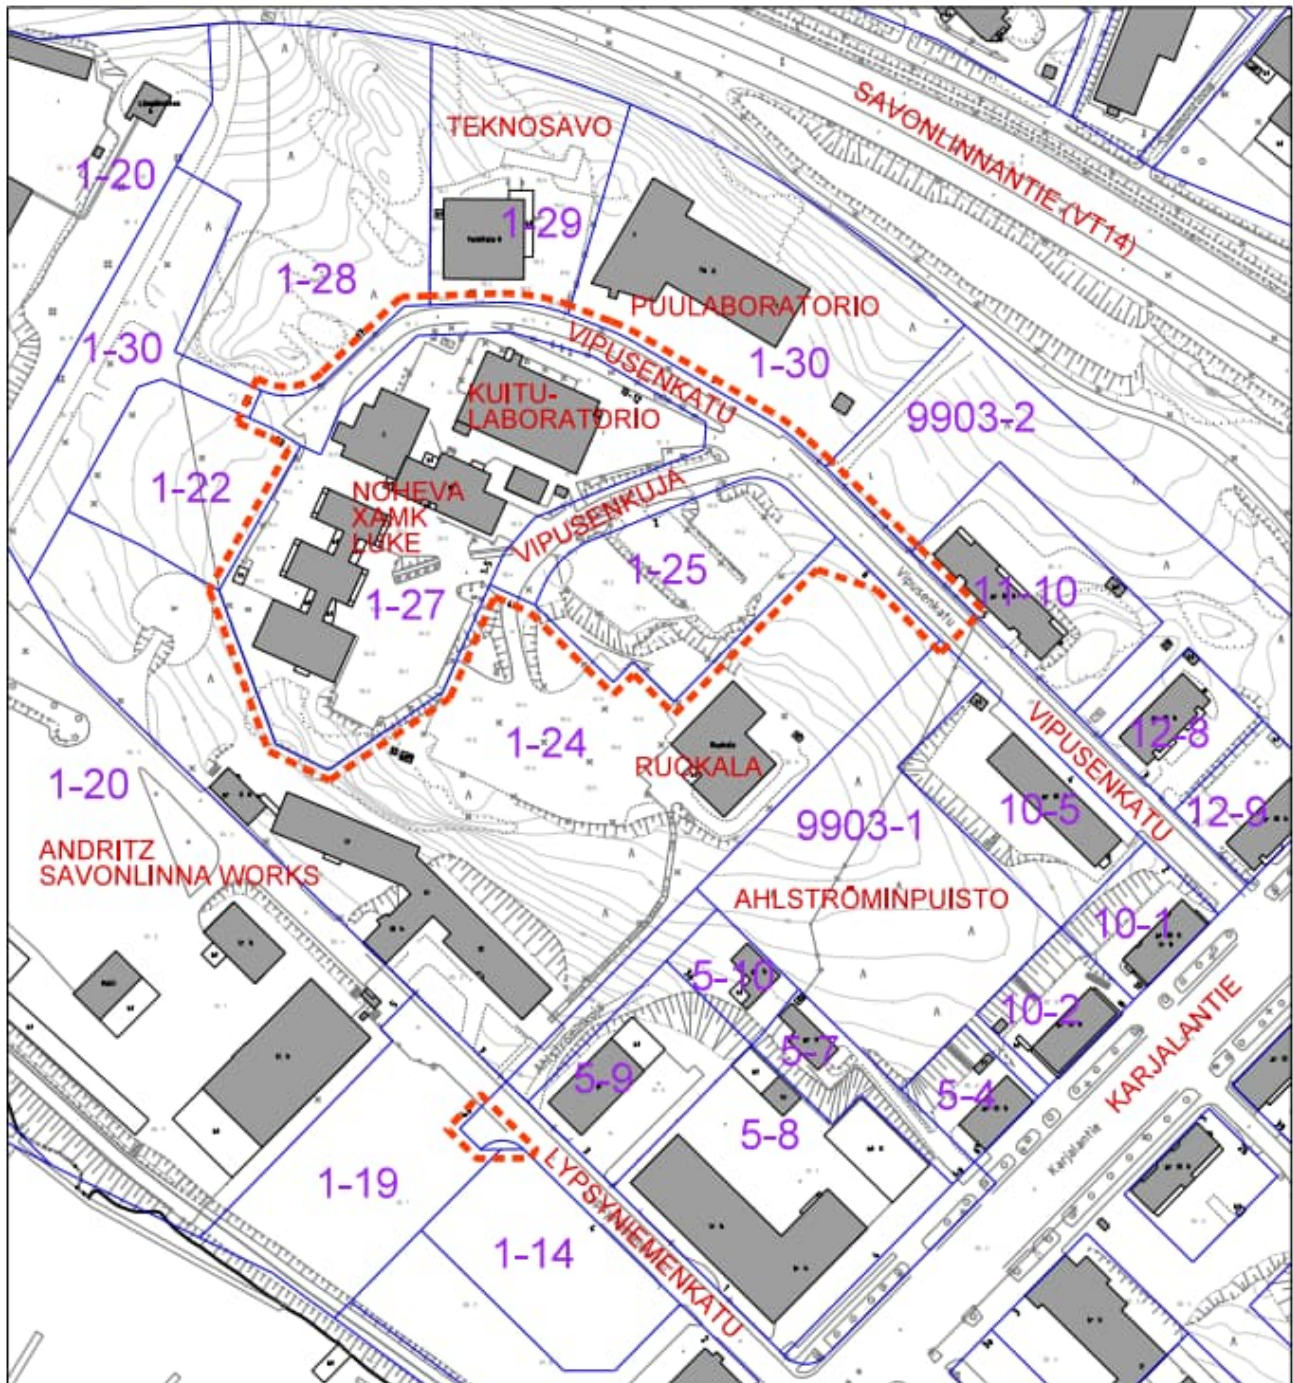 SAVONLINNANTIE (VT14)
TEKNOSAVO
1-20
1-29
1-28
PUULABORATORIO
1-30
VIPUSENKATU
1-30
KUITU-
LABORATORIO
9903-2
1-22
NOHEVA
XAMK
LUKE
VIPUSENKUJA
1-25
1-27
Vipusenkatu
11-10
1-24
RUOKALA
VIPUSENKATU
12-8
1-20
10-5
12-9
9903-1
ANDRITZ
SAVONLINNA WORKS
AHLSTRÖMINPUISTO
10-1
5-10
10-2
KARJALANTIE
5-7
5-9
5-4
5-8
Karjalantie
1-19
LYPSYNIEMENKATU
1-14